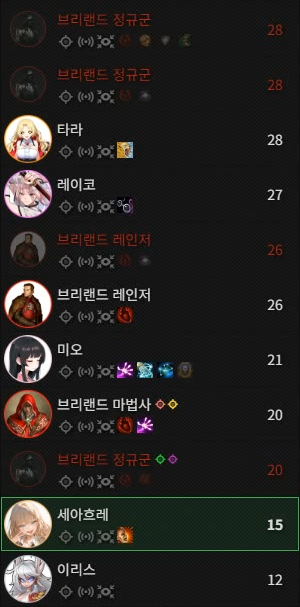 브리랜드 정규군 28
브리랜드 정규군 28
타라 28
레이코 27
브리랜드 레인저 26
브리랜드 레인저 26
미오 21
브리랜드 마법사 20
브리랜드 정규군 20
세아흐레 15
이리스 12